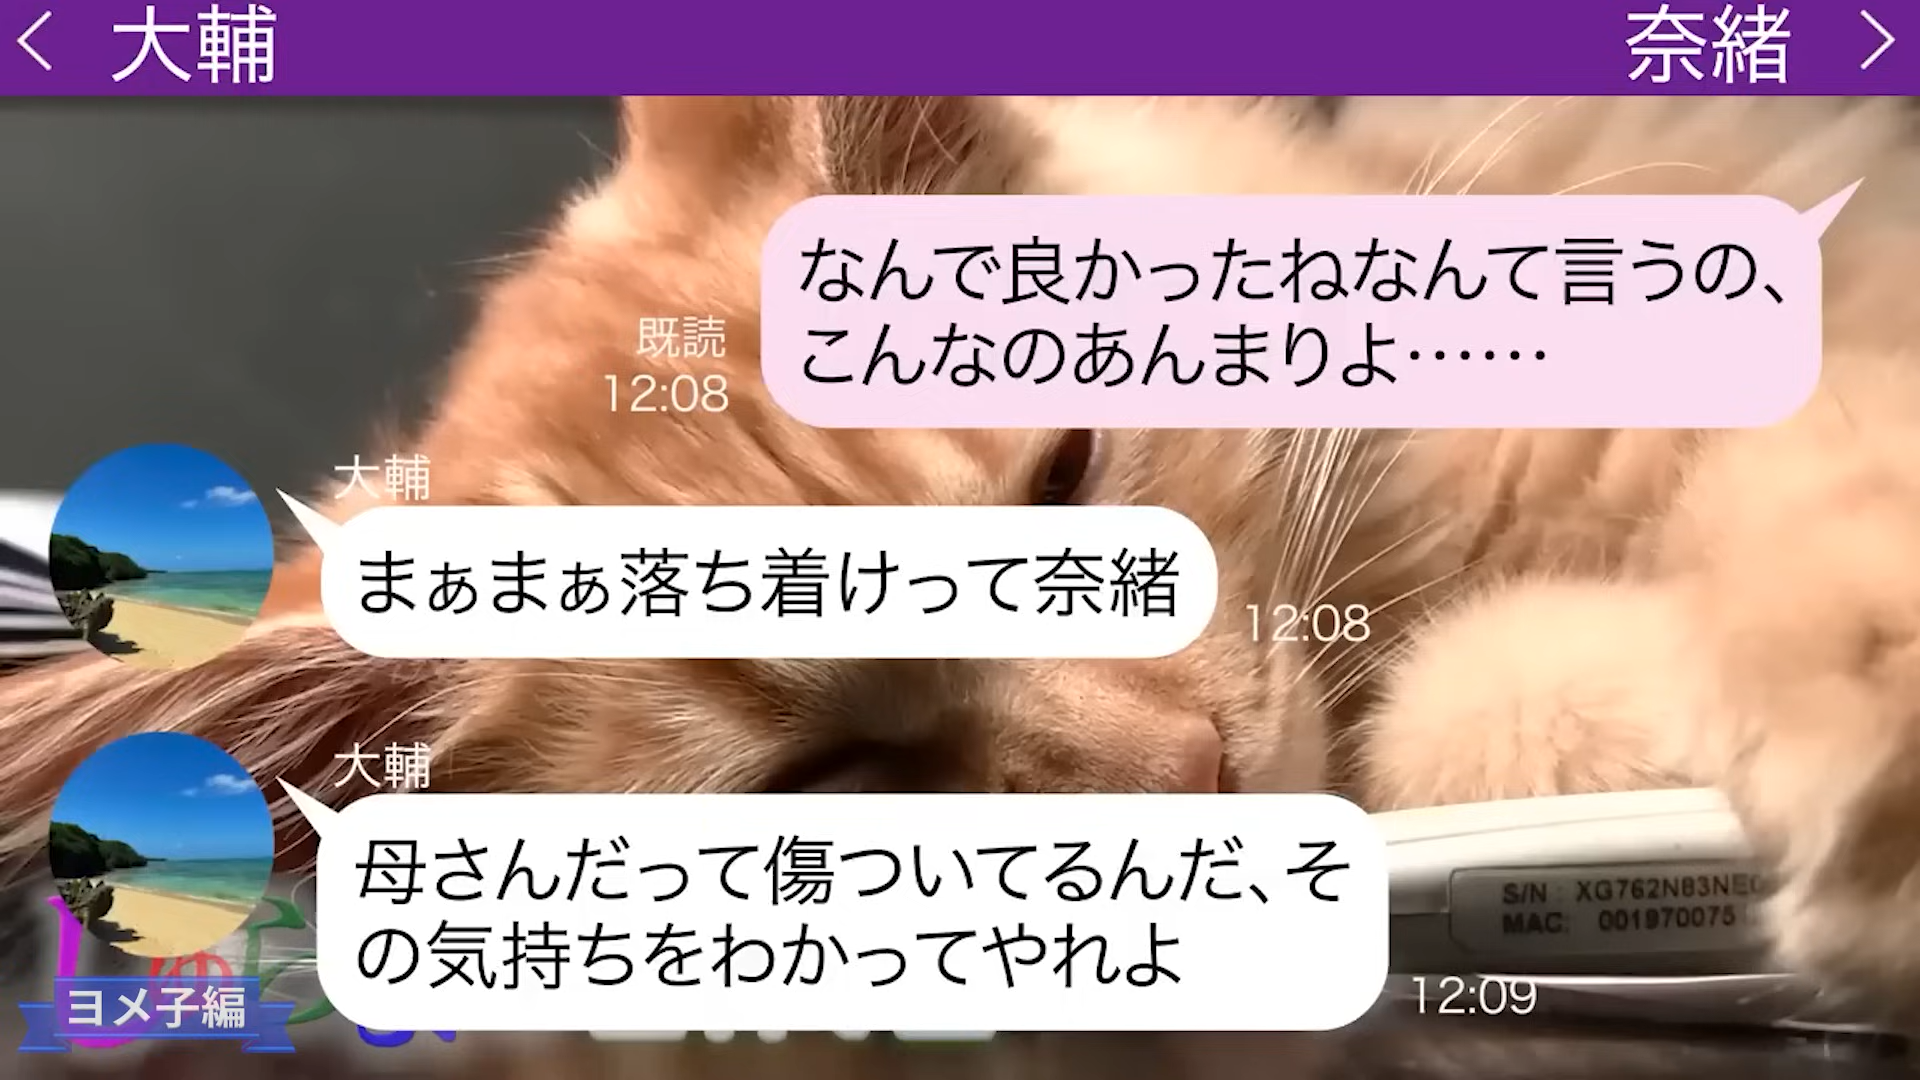 大輔
奈緒
なんで良かったねなんて言うの、
こんなのあんまりよ……
既読
12:08
大輔
まぁまぁ落ち着けって奈緒
12:08
大輔
母さんだって傷ついてるんだ、そ
の気持ちをわかってやれよ
12:09
S/N : XG762N83NE
MAC: 001970075
ヨメ子編